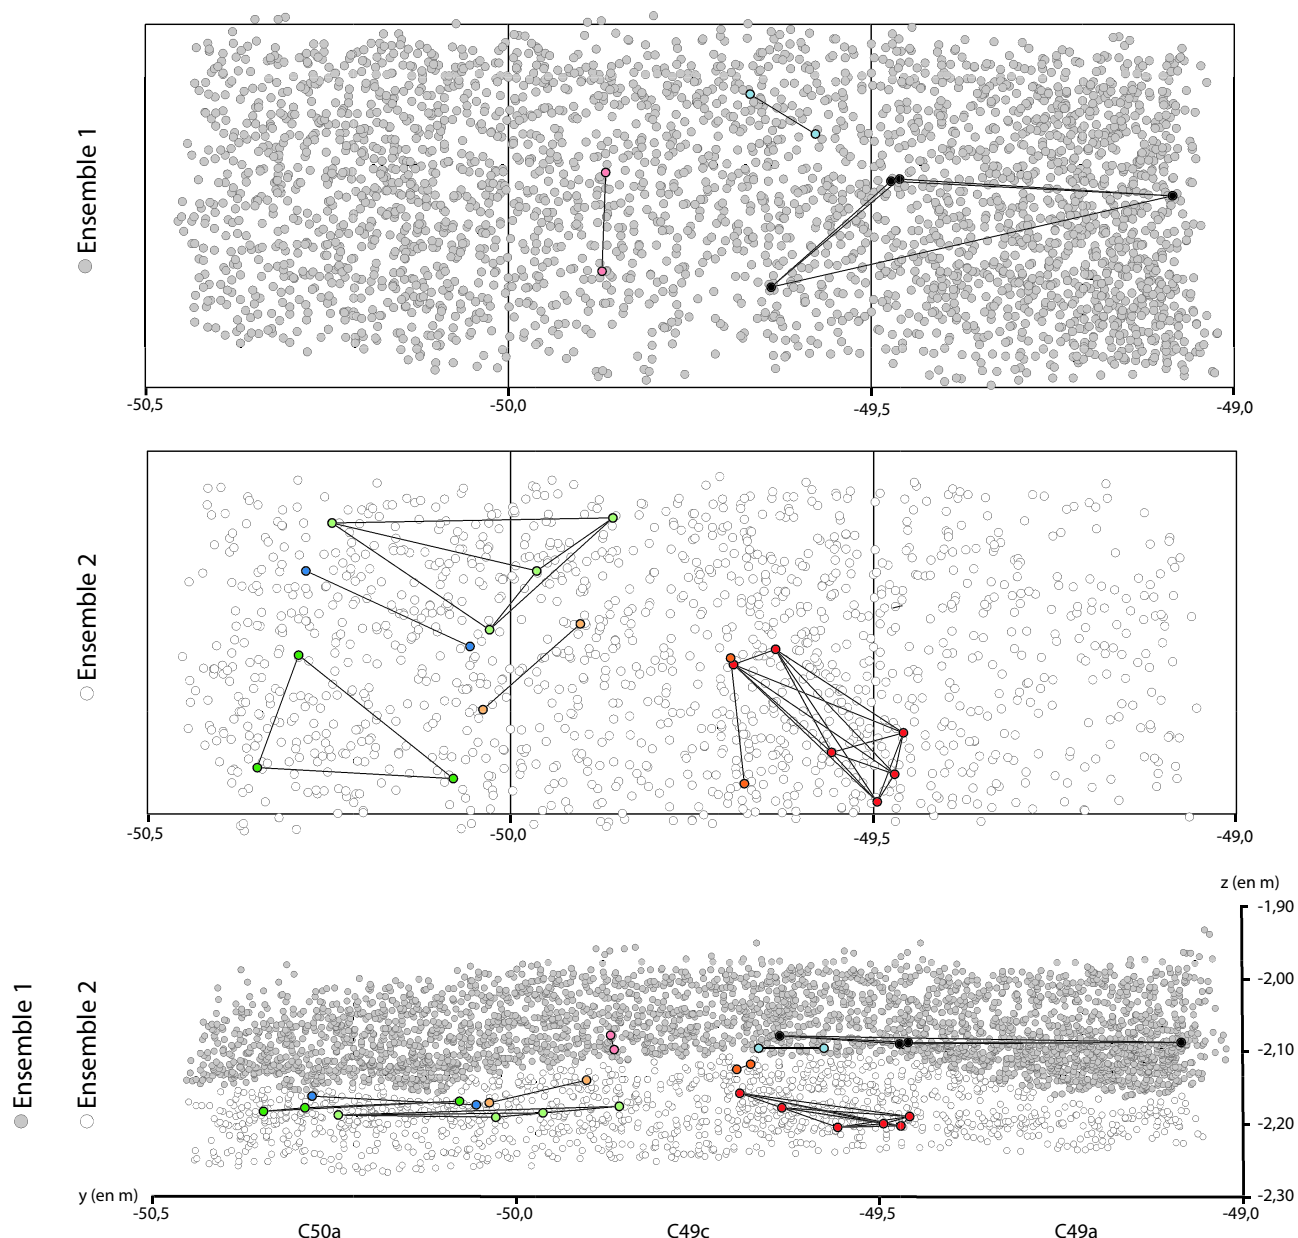 Ensemble 1
-50,5 -50,0 -49,5 -49,0
Ensemble 2
-50,5 -50,0 -49,5 -49,0
z (en m)
-1,90
-2,00
-2,10
-2,20
-2,30
Ensemble 1
Ensemble 2
y (en m)
-50,5 -50,0 -49,5 -49,0
C50a C49c C49a